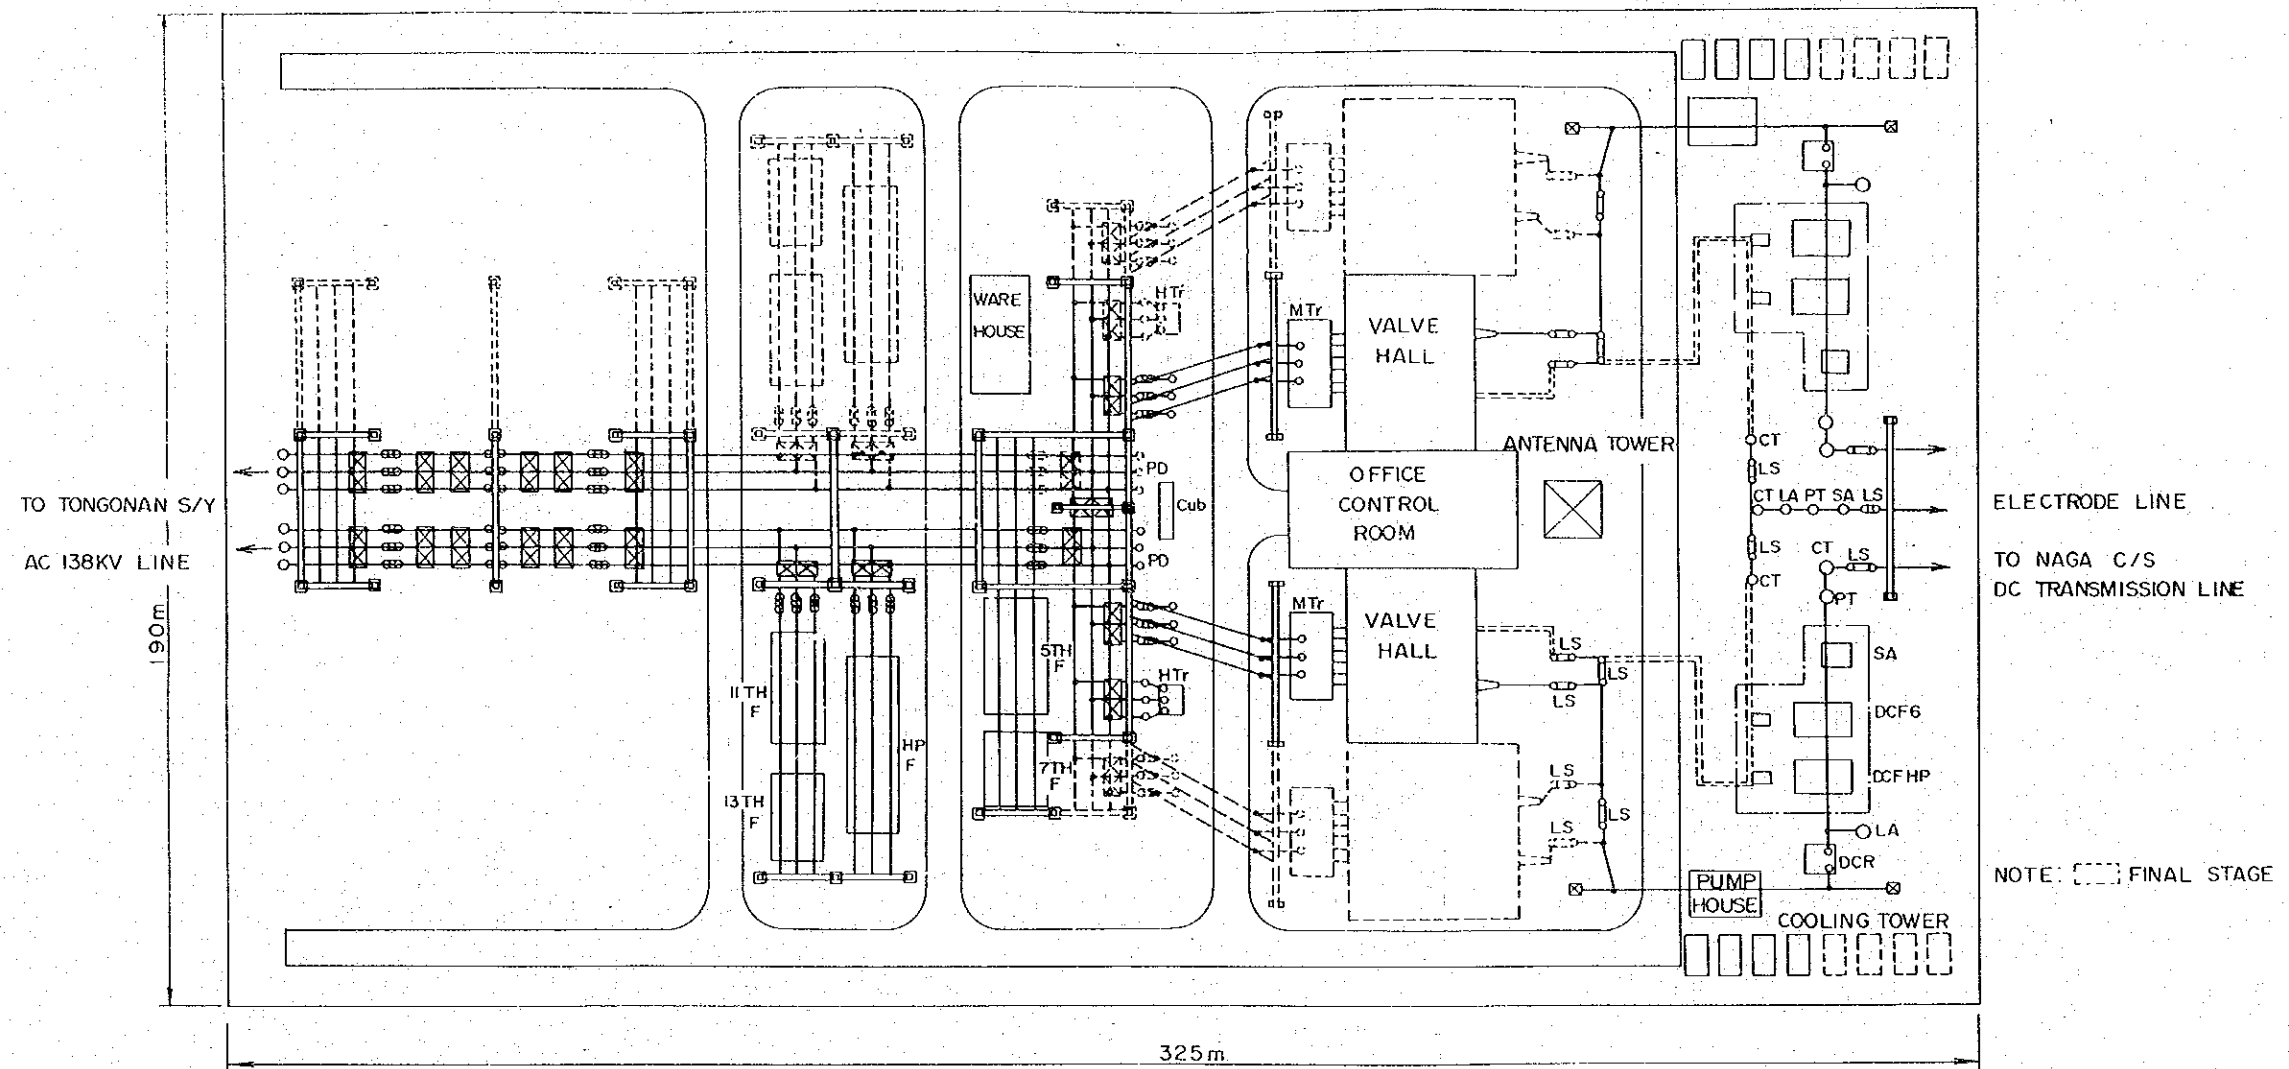 TO TONGONAN S/Y
AC 138KV LINE
190m
325m
WARE
HOUSE
HTr
MTr
VALVE
HALL
ANTENNA TOWER
OFFICE
CONTROL
ROOM
PD
Cub
PD
CT
LS
CT LA PT SA LS
LS
CT
CT
LS
PT
ELECTRODE LINE
TO NAGA C/S
DC TRANSMISSION LINE
MTr
VALVE
HALL
LS
LS
LS
LS
LS
LS
SA
DCF6
DCFHP
LA
DCR
5TH
F
7TH
F
HTr
11TH
F
13TH
F
HP
F
PUMP
HOUSE
COOLING TOWER
NOTE: FINAL STAGE